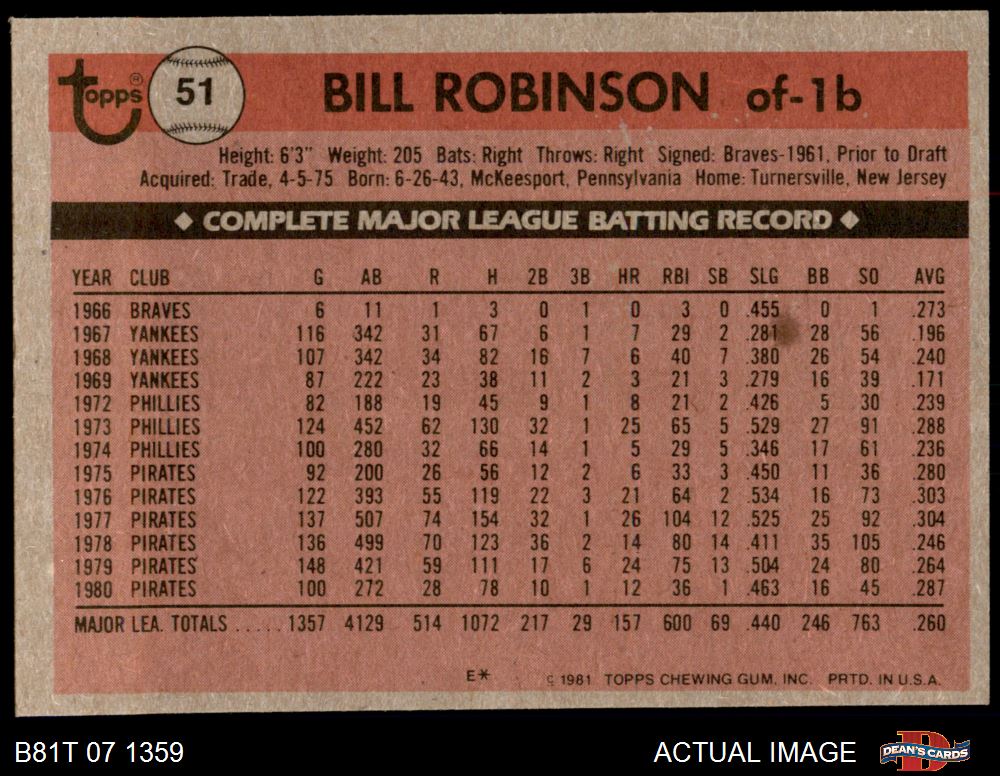 topps® 51 BILL ROBINSON of-1b
Height: 6'3" Weight: 205 Bats: Right Throws: Right Signed: Braves-1961, Prior to Draft
Acquired: Trade, 4-5-75 Born: 6-26-43, McKeesport, Pennsylvania Home: Turnersville, New Jersey
◆ COMPLETE MAJOR LEAGUE BATTING RECORD ◆
YEAR CLUB G AB R H 2B 3B HR RBI SB SLG BB SO AVG
1966 BRAVES 6 11 1 3 0 1 0 3 0 .455 0 1 .273
1967 YANKEES 116 342 31 67 6 1 7 29 2 .281 28 56 .196
1968 YANKEES 107 342 34 82 16 7 6 40 7 .380 26 54 .240
1969 YANKEES 87 222 23 38 11 2 3 21 3 .279 16 39 .171
1972 PHILLIES 82 188 19 45 9 1 8 21 2 .426 5 30 .239
1973 PHILLIES 124 452 62 130 32 1 25 65 5 .529 27 91 .288
1974 PHILLIES 100 280 32 66 14 1 5 29 5 .346 17 61 .236
1975 PIRATES 92 200 26 56 12 2 6 33 3 .450 11 36 .280
1976 PIRATES 122 393 55 119 22 3 21 64 2 .534 16 73 .303
1977 PIRATES 137 507 74 154 32 1 26 104 12 .525 25 92 .304
1978 PIRATES 136 499 70 123 36 2 14 80 14 .411 35 105 .246
1979 PIRATES 148 421 59 111 17 6 24 75 13 .504 24 80 .264
1980 PIRATES 100 272 28 78 10 1 12 36 1 .463 16 45 .287
MAJOR LEA. TOTALS ..... 1357 4129 514 1072 217 29 157 600 69 .440 246 763 .260
E* © 1981 TOPPS CHEWING GUM, INC. PRTD. IN U.S.A.
B81T 07 1359 ACTUAL IMAGE DEAN'S CARDS